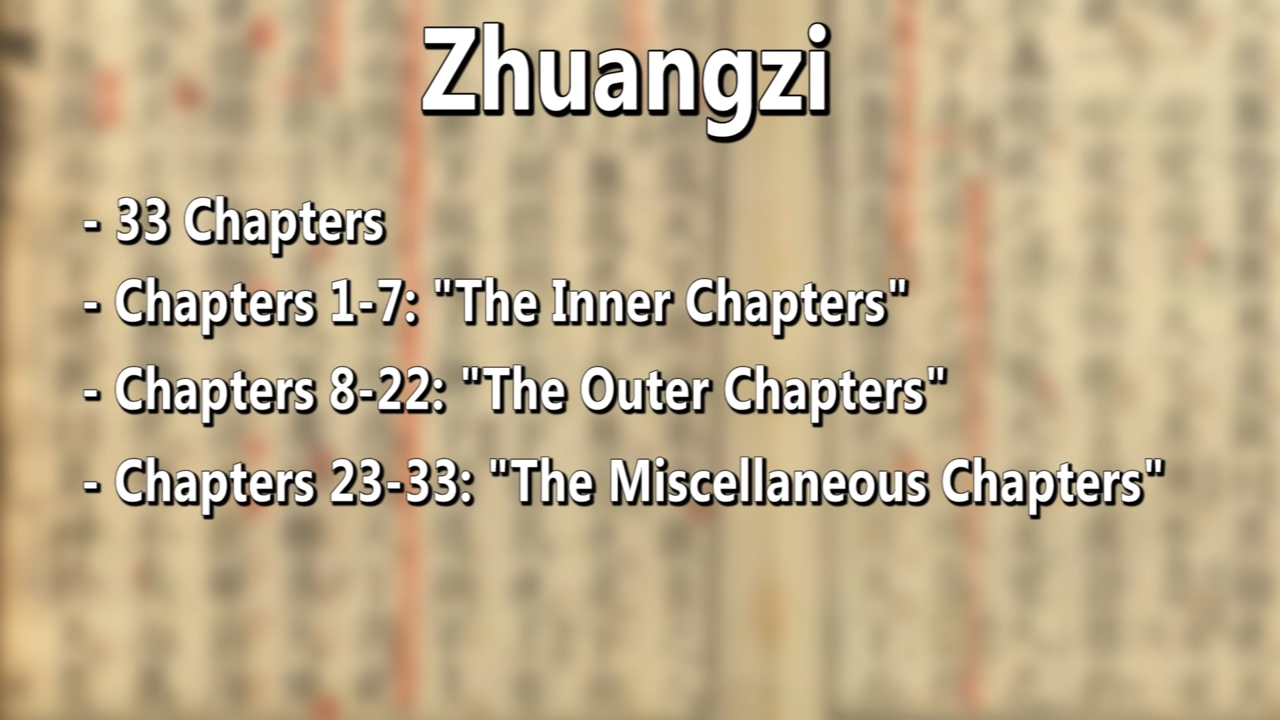 Zhuangzi
- 33 Chapters
- Chapters 1-7: "The Inner Chapters"
- Chapters 8-22: "The Outer Chapters"
- Chapters 23-33: "The Miscellaneous Chapters"